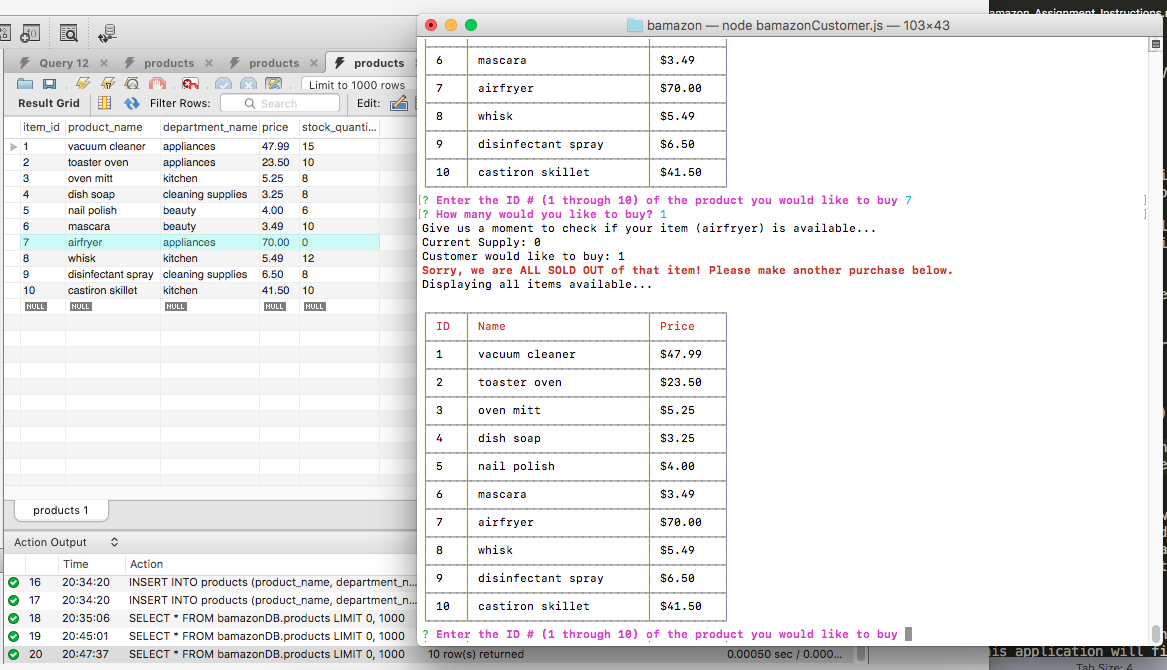 amazon Assignment Instructions
bamazon — node bamazonCustomer.js — 103×43
Query 12 × products × products × products
Limit to 1000 rows
Result Grid Filter Rows: Search Edit:
item_id product_name department_name price stock_quanti...
1 vacuum cleaner appliances 47.99 15
2 toaster oven appliances 23.50 10
3 oven mitt kitchen 5.25 8
4 dish soap cleaning supplies 3.25 8
5 nail polish beauty 4.00 6
6 mascara beauty 3.49 10
7 airfryer appliances 70.00 0
8 whisk kitchen 5.49 12
9 disinfectant spray cleaning supplies 6.50 8
10 castiron skillet kitchen 41.50 10
NULL NULL NULL NULL NULL
products 1
Action Output
Time Action
16 20:34:20 INSERT INTO products (product_name, department_n...
17 20:34:20 INSERT INTO products (product_name, department_n...
18 20:35:06 SELECT * FROM bamazonDB.products LIMIT 0, 1000
19 20:45:01 SELECT * FROM bamazonDB.products LIMIT 0, 1000
20 20:47:37 SELECT * FROM bamazonDB.products LIMIT 0, 1000 10 row(s) returned 0.00050 sec / 0.000...
6 mascara $3.49
7 airfryer $70.00
8 whisk $5.49
9 disinfectant spray $6.50
10 castiron skillet $41.50
[? Enter the ID # (1 through 10) of the product you would like to buy 7 ]
[? How many would you like to buy? 1 ]
Give us a moment to check if your item (airfryer) is available...
Current Supply: 0
Customer would like to buy: 1
Sorry, we are ALL SOLD OUT of that item! Please make another purchase below.
Displaying all items available...
ID Name Price
1 vacuum cleaner $47.99
2 toaster oven $23.50
3 oven mitt $5.25
4 dish soap $3.25
5 nail polish $4.00
6 mascara $3.49
7 airfryer $70.00
8 whisk $5.49
9 disinfectant spray $6.50
10 castiron skillet $41.50
? Enter the ID # (1 through 10) of the product you would like to buy
his application will fi
Tab Size: 4